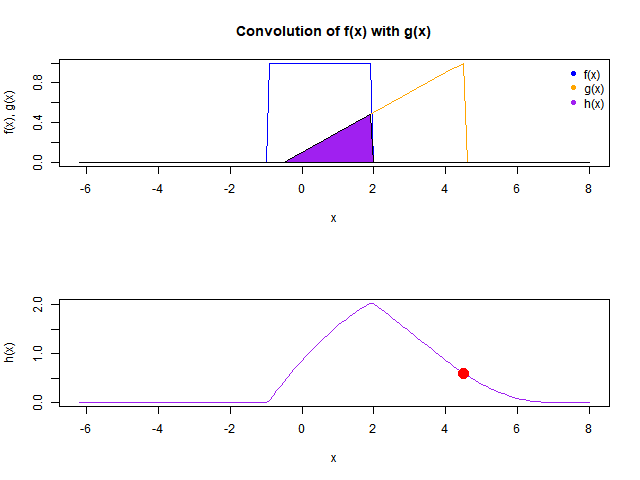 Convolution of f(x) with g(x)
f(x), g(x)
0.8
0.4
0.0
f(x)
g(x)
h(x)
-6 -4 -2 0 2 4 6 8
x
h(x)
2.0
1.0
0.0
-6 -4 -2 0 2 4 6 8
x